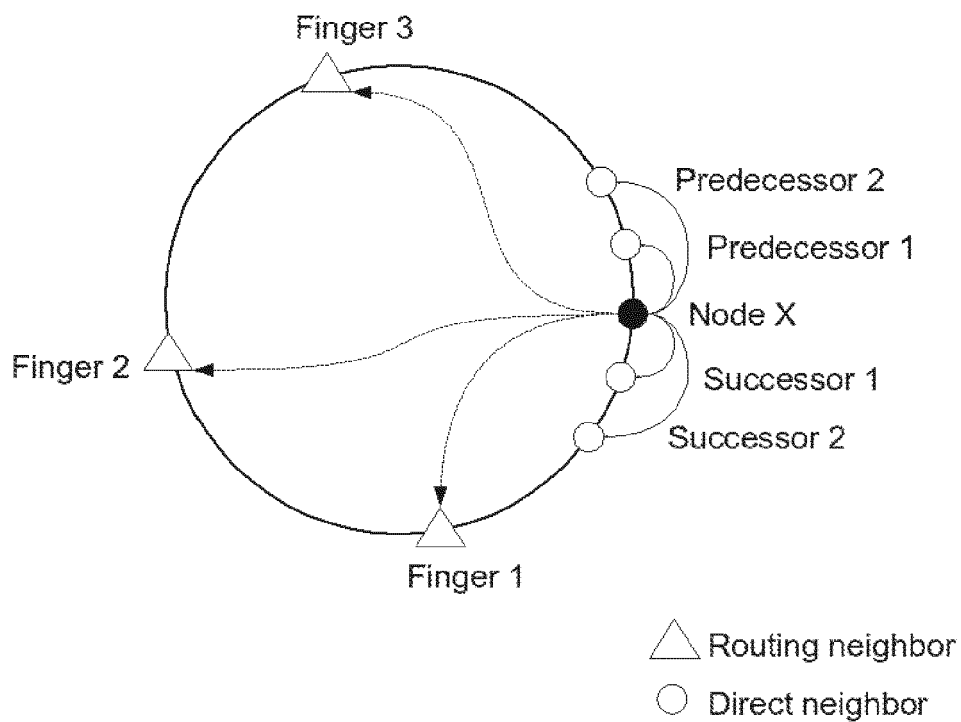 Finger 3
Predecessor 2
Predecessor 1
Node X
Finger 2
Successor 1
Successor 2
Finger 1
Routing neighbor
Direct neighbor